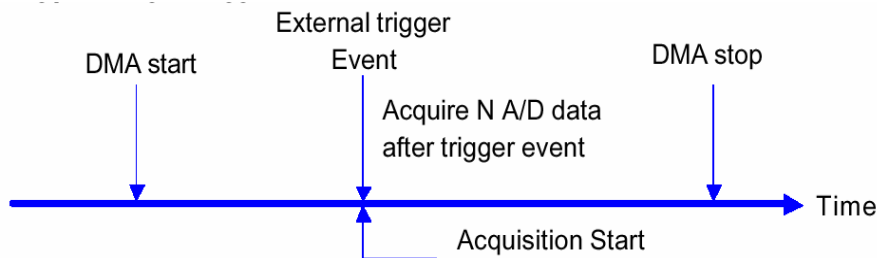 External trigger
Event
DMA start
DMA stop
Acquire N A/D data
after trigger event
Time
Acquisition Start